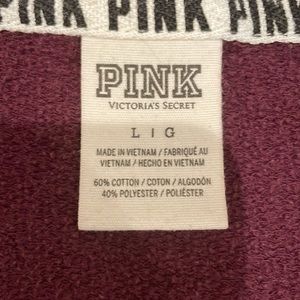 PINK PINK PINK
PINK
VICTORIA'S SECRET
L | G
MADE IN VIETNAM / FABRIQUÉ AU
VIETNAM / HECHO EN VIETNAM
60% COTTON / COTON / ALGODÓN
40% POLYESTER / POLIÉSTER